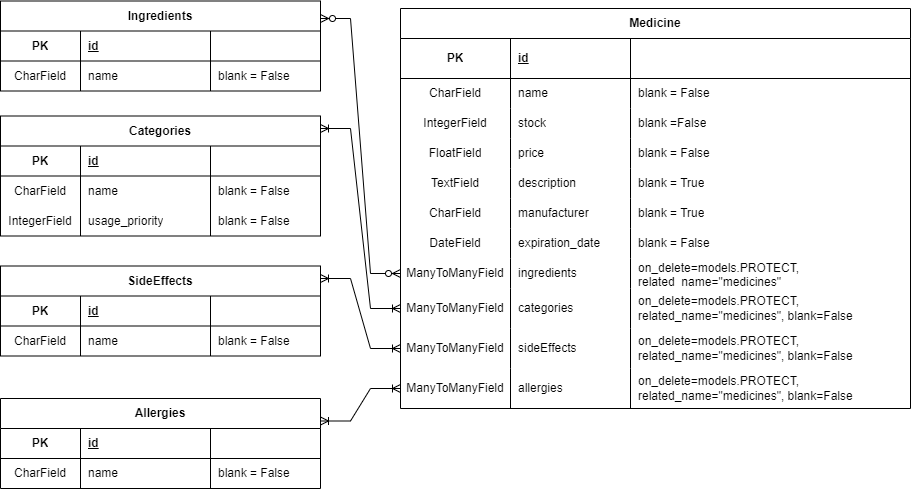 Ingredients
PK id
CharField name blank = False
Categories
PK id
CharField name blank = False
IntegerField usage_priority blank = False
SideEffects
PK id
CharField name blank = False
Allergies
PK id
CharField name blank = False
Medicine
PK id
CharField name blank = False
IntegerField stock blank =False
FloatField price blank = False
TextField description blank = True
CharField manufacturer blank = True
DateField expiration_date blank = False
ManyToManyField ingredients on_delete=models.PROTECT,
related_name="medicines"
ManyToManyField categories on_delete=models.PROTECT,
related_name="medicines", blank=False
ManyToManyField sideEffects on_delete=models.PROTECT,
related_name="medicines", blank=False
ManyToManyField allergies on_delete=models.PROTECT,
related_name="medicines", blank=False